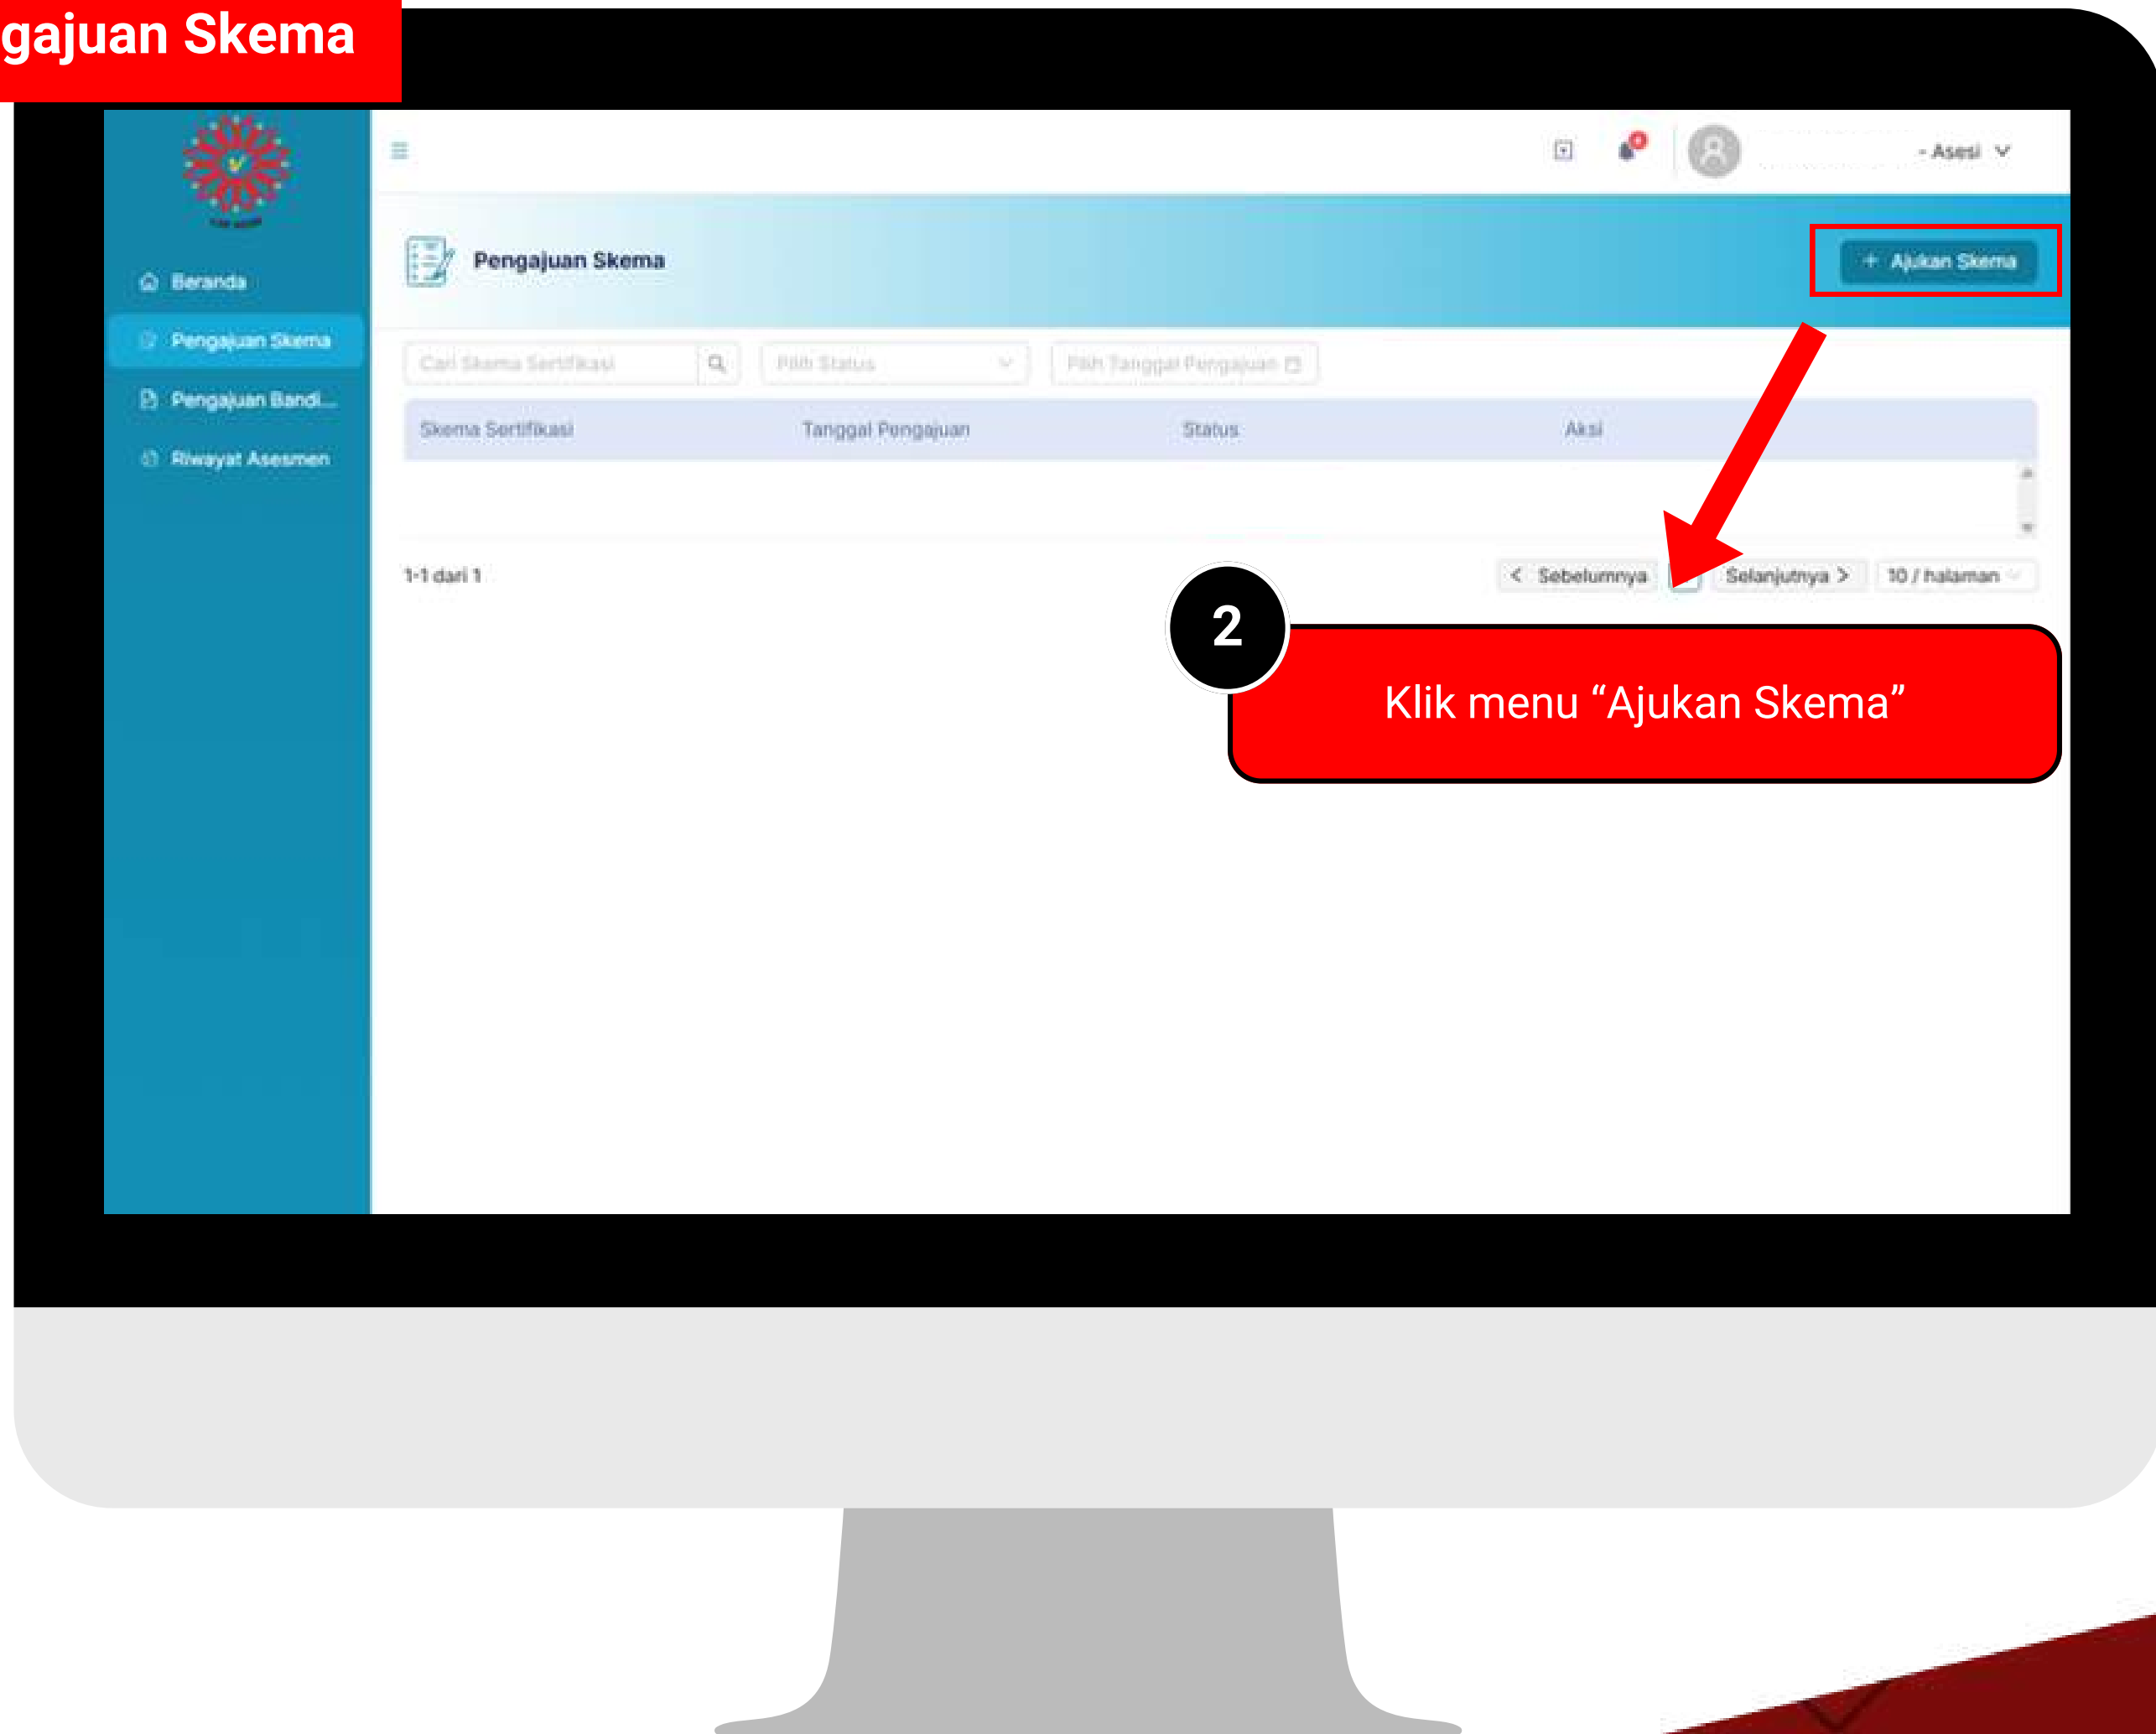 gajuan Skema
- Asesi
Pengajuan Skema
+ Ajukan Skema
Beranda
Pengajuan Skema
Pengajuan Bandi...
Riwayat Asesmen
Cari Skema Sertifikasi
Pilih Status
Pilih Tanggal Pengajuan
Skema Sertifikasi Tanggal Pengajuan Status Aksi
1-1 dari 1
< Sebelumnya
Selanjutnya >
10 / halaman
2
Klik menu “Ajukan Skema”